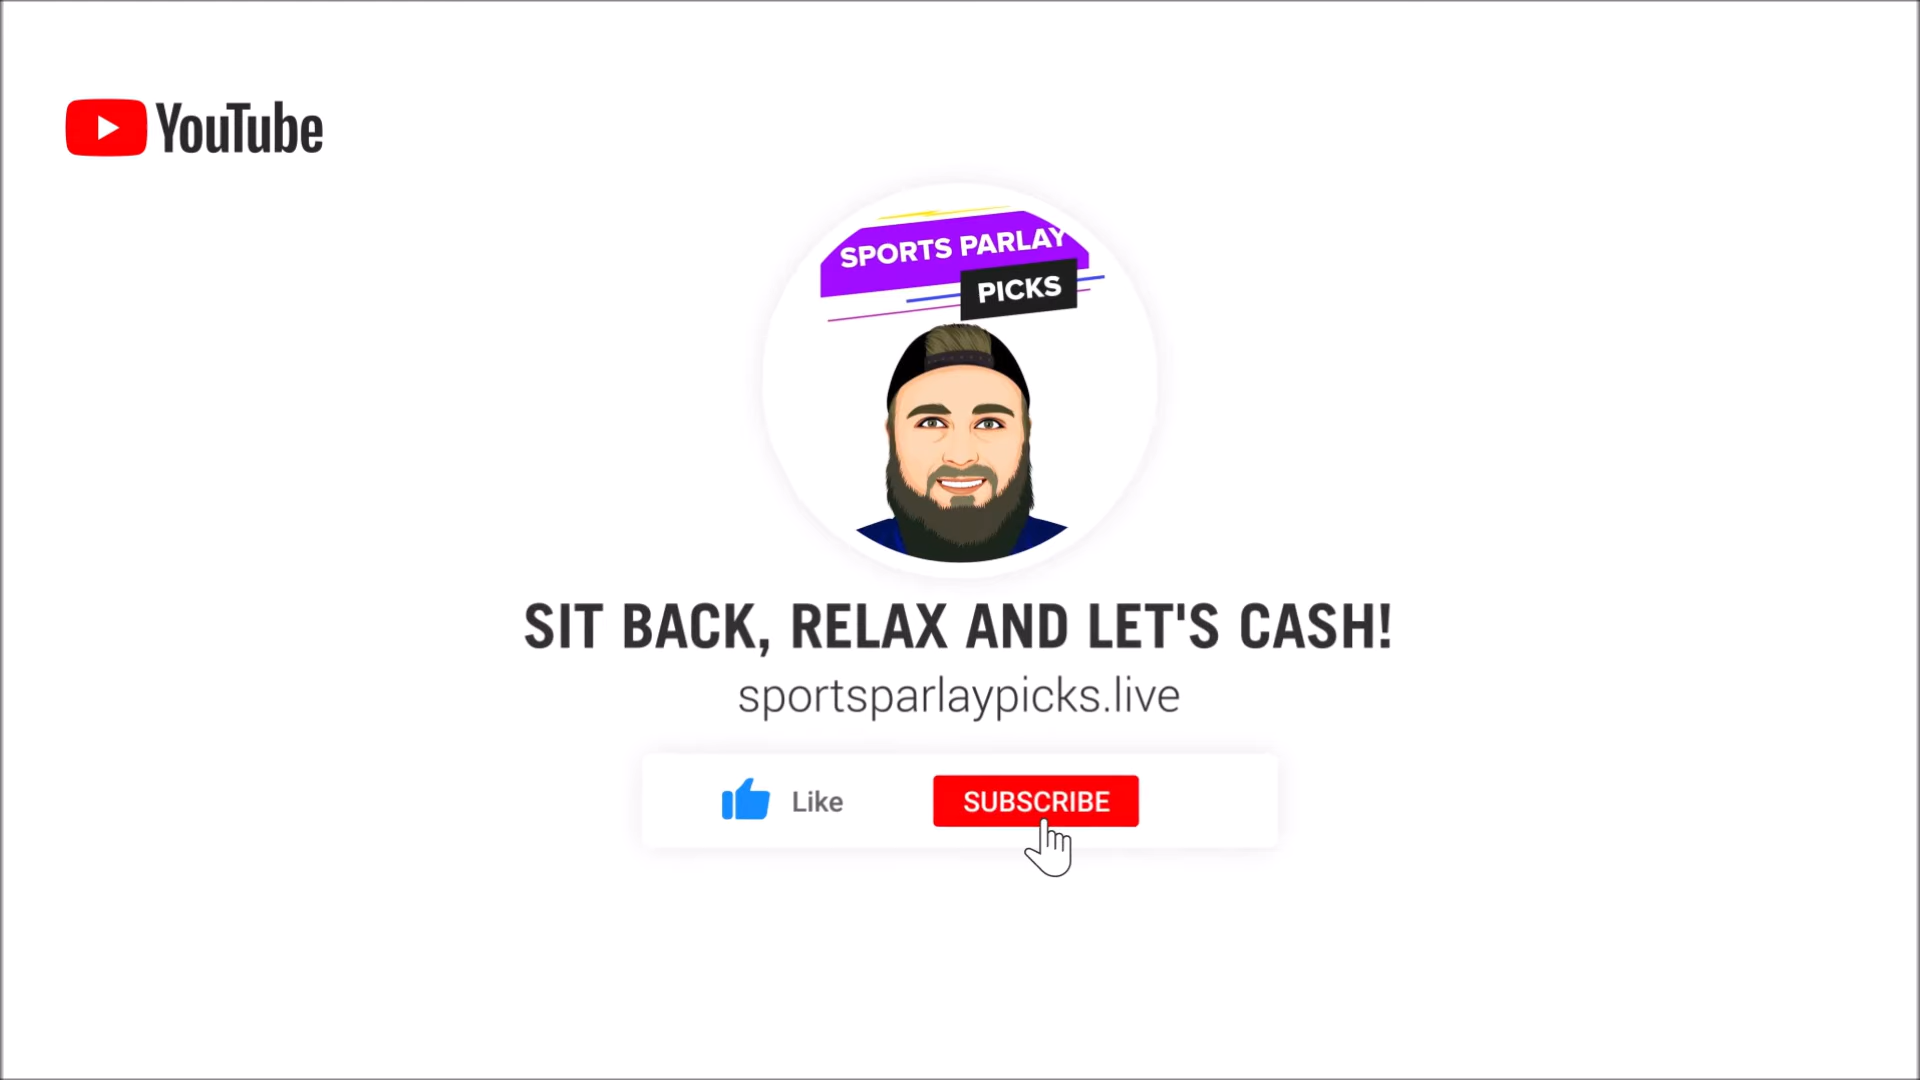 YouTube
SPORTS PARLAY
PICKS
SIT BACK, RELAX AND LET'S CASH!
sportsparlaypicks.live
Like
SUBSCRIBE